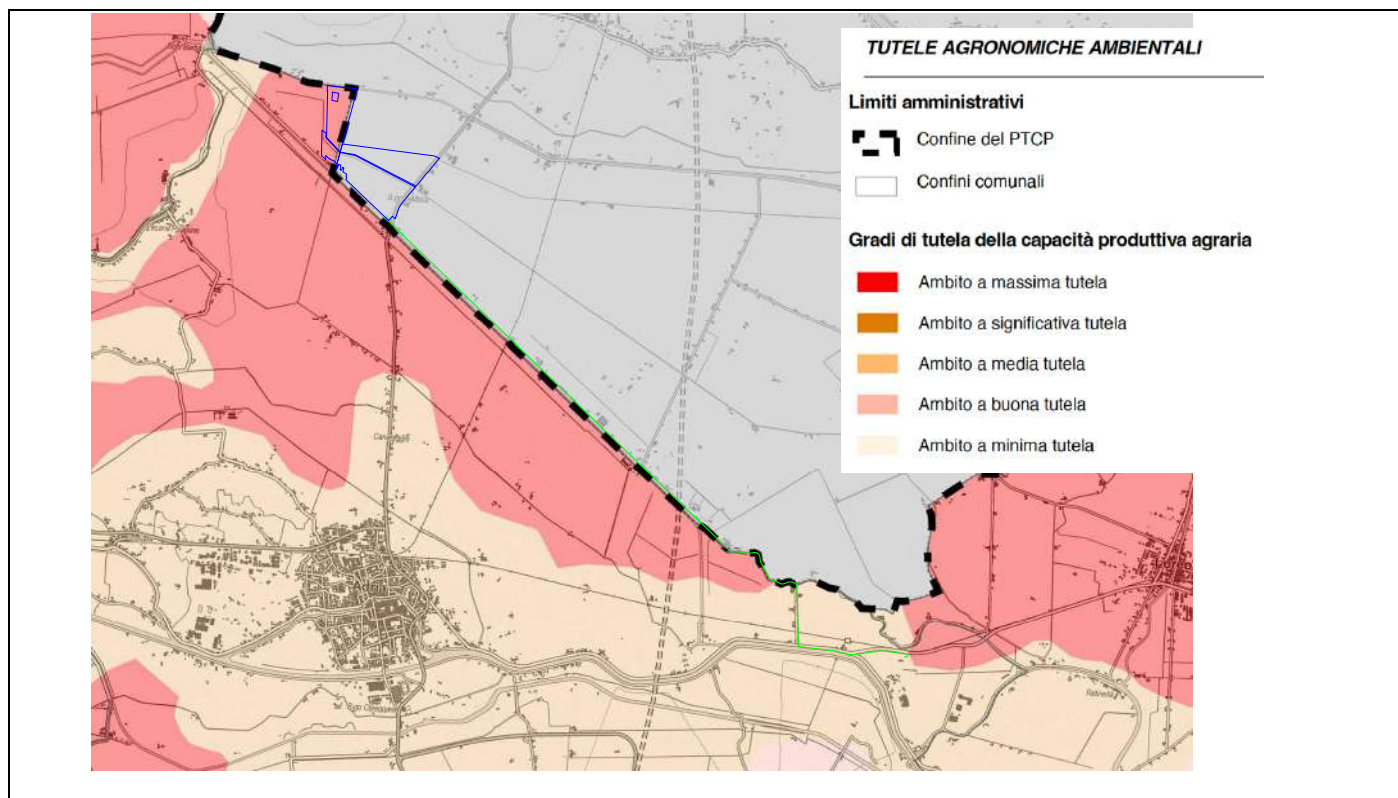 TUTELE AGRONOMICHE AMBIENTALI
Limiti amministrativi
Confine del PTCP
Confini comunali
Gradi di tutela della capacità produttiva agraria
Ambito a massima tutela
Ambito a significativa tutela
Ambito a media tutela
Ambito a buona tutela
Ambito a minima tutela